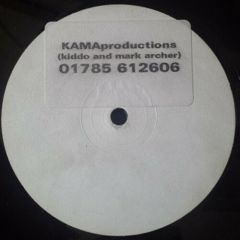 KAMAproductions
(kiddo and mark archer)
01785 612606